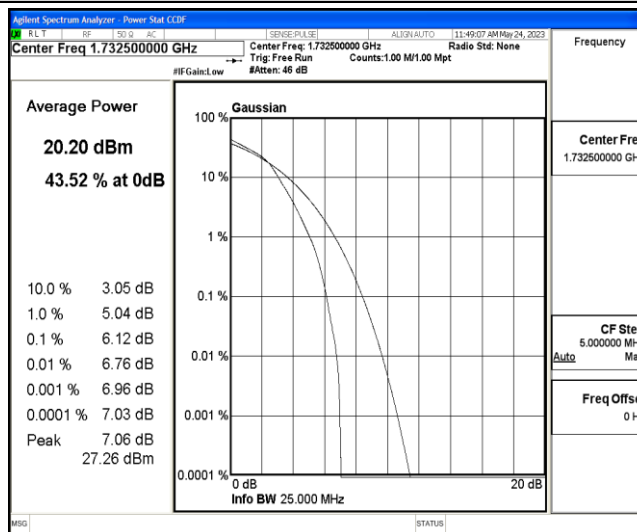 Agilent Spectrum Analyzer - Power Stat CCDF
RL T RF 50 Ω AC SENSE:PULSE ALIGN AUTO 11:49:07 AM May 24, 2023
Center Freq 1.732500000 GHz
Center Freq: 1.732500000 GHz Radio Std: None
Trig: Free Run Counts:1.00 M/1.00 Mpt
#IFGain:Low #Atten: 46 dB
Frequency
Average Power
20.20 dBm
43.52 % at 0dB
10.0 % 3.05 dB
1.0 % 5.04 dB
0.1 % 6.12 dB
0.01 % 6.76 dB
0.001 % 6.96 dB
0.0001 % 7.03 dB
Peak 7.06 dB
27.26 dBm
Gaussian
100 %
10 %
1 %
0.1 %
0.01 %
0.001 %
0.0001 %
0 dB 20 dB
Info BW 25.000 MHz
Center Fre
1.732500000 GH
CF Ste
5.000000 MH
Auto Ma
Freq Offs
0 H
MSG STATUS